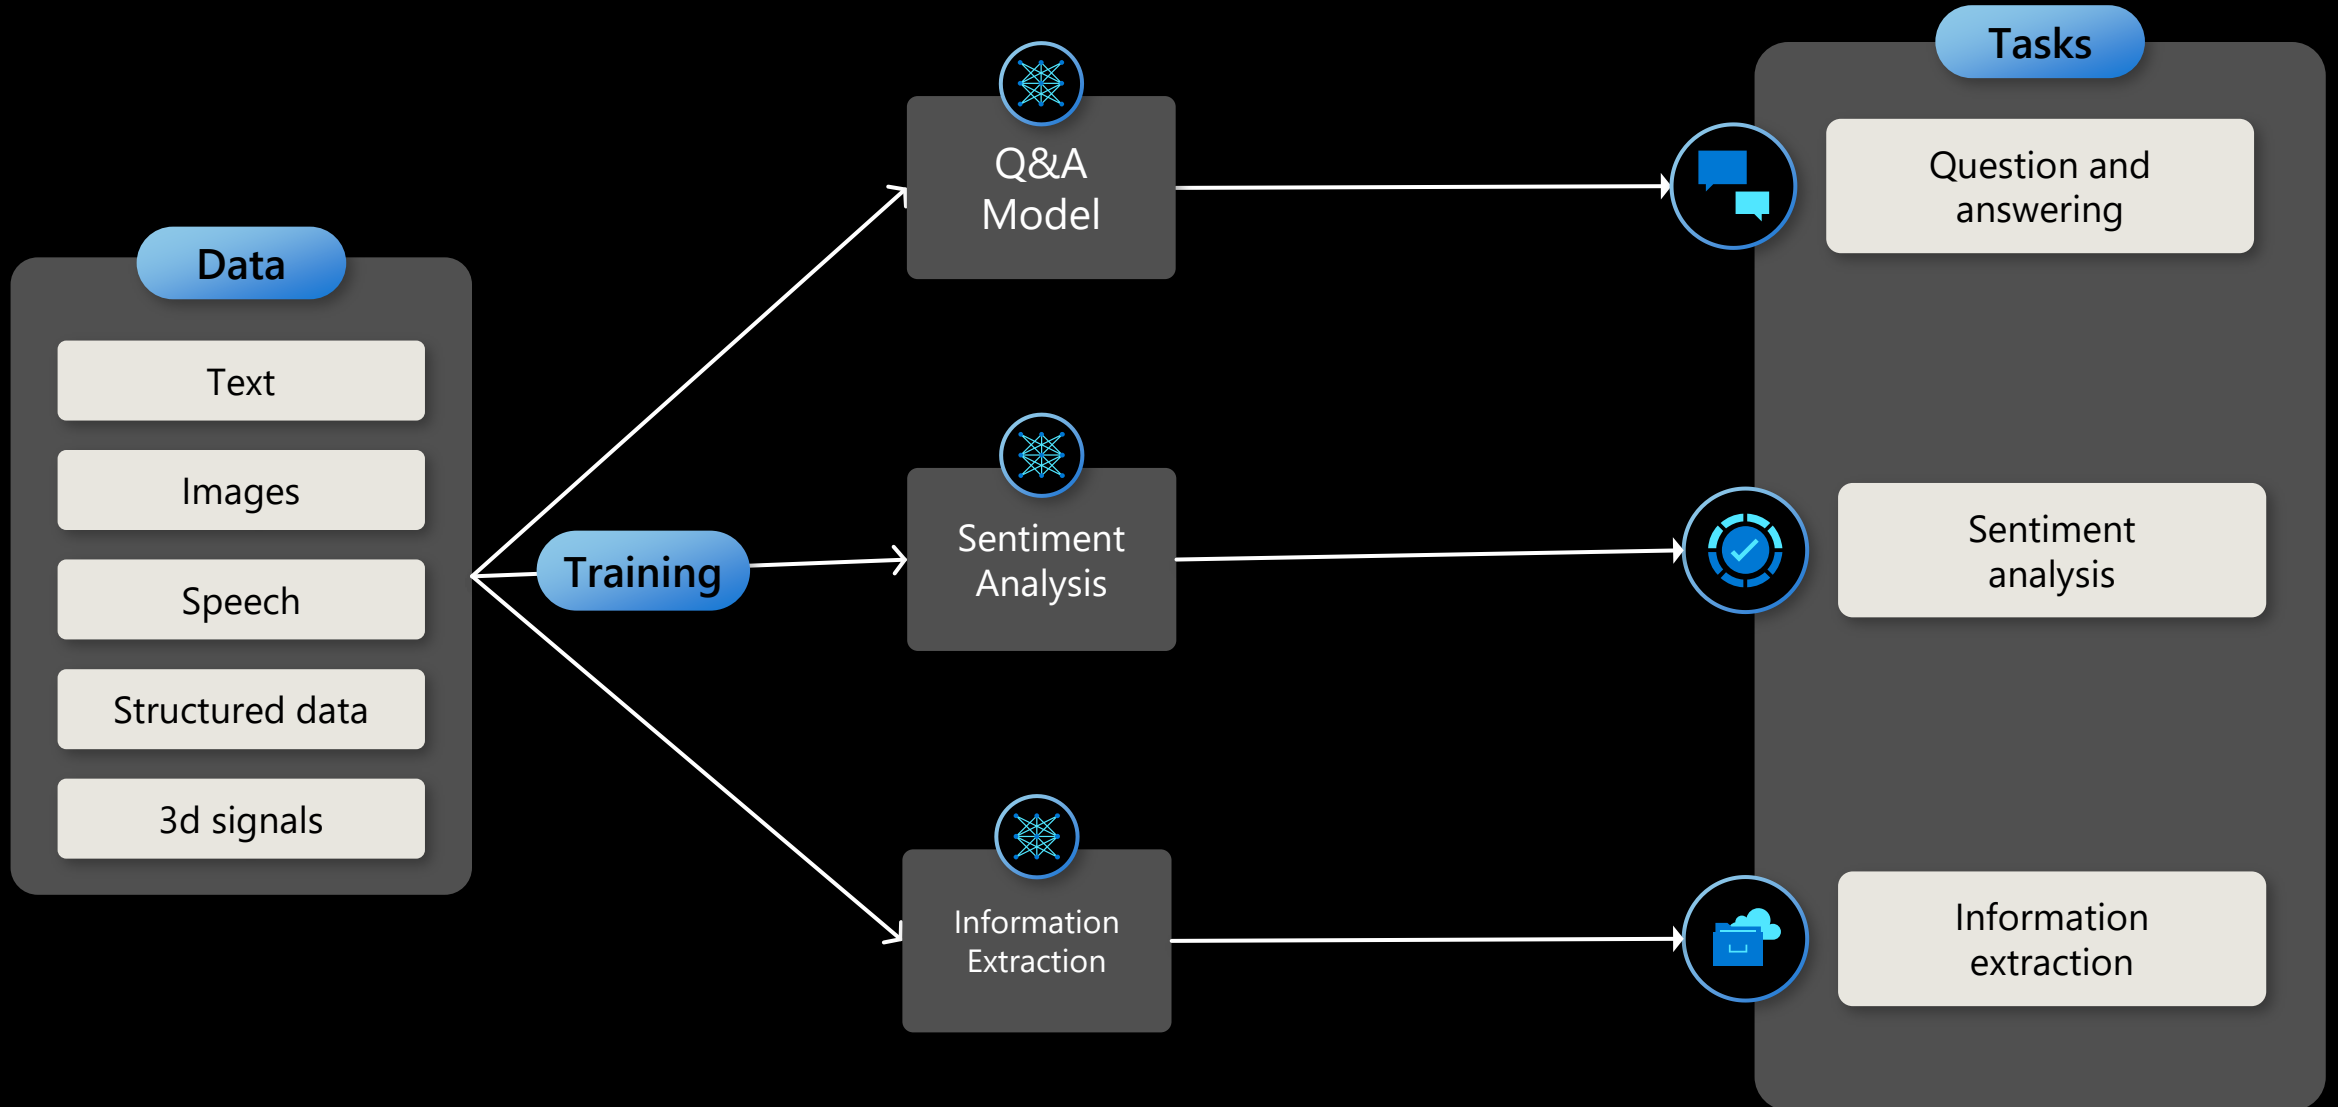 Data
Text
Images
Speech
Structured data
3d signals
Training
Q&A
Model
Sentiment
Analysis
Information
Extraction
Tasks
Question and
answering
Sentiment
analysis
Information
extraction